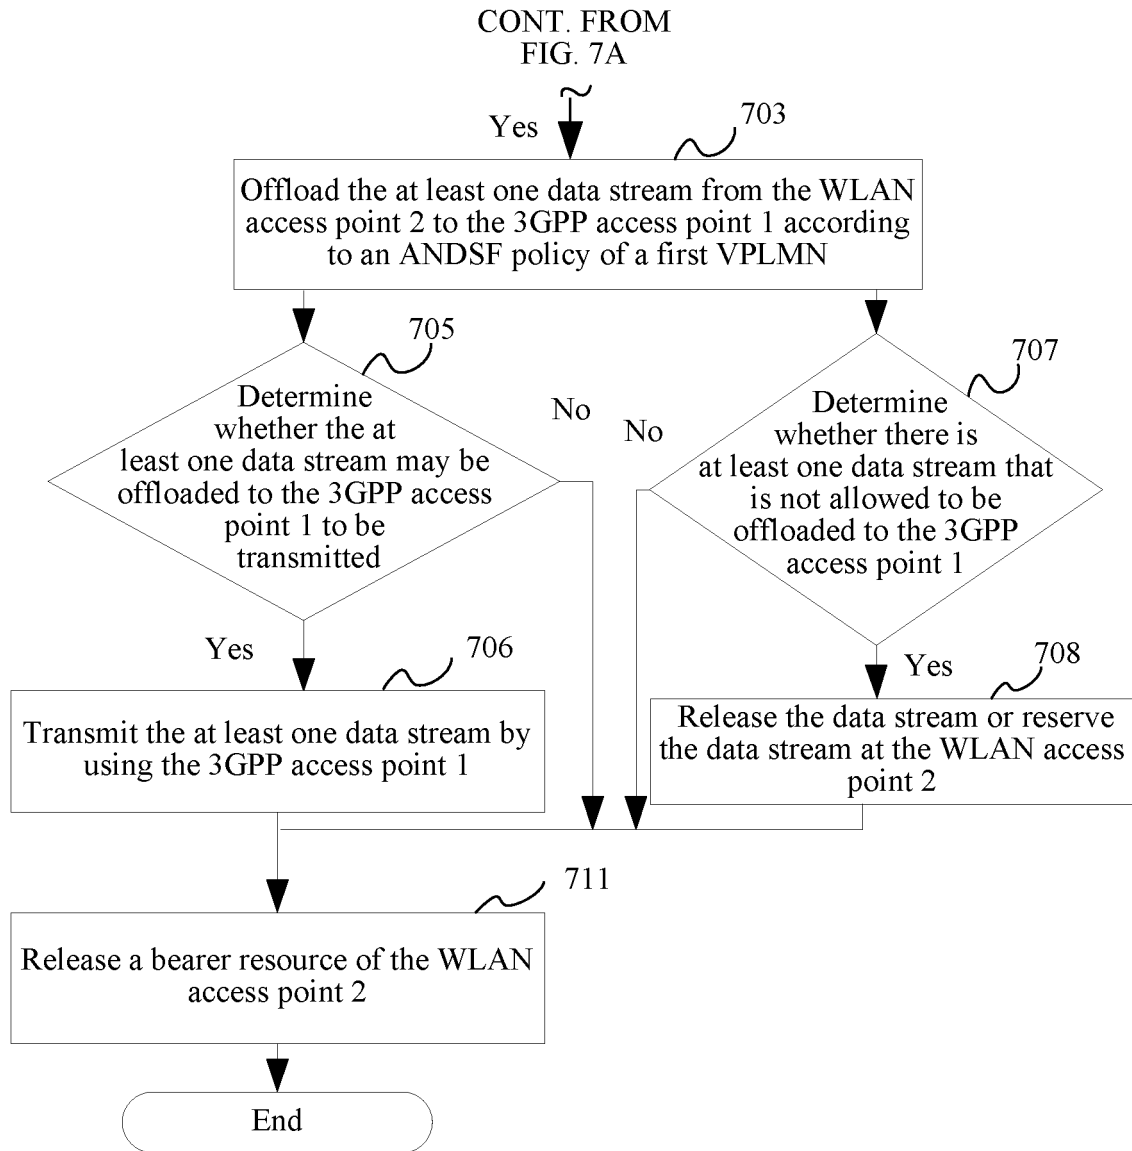 CONT. FROM
FIG. 7A
Yes
703
Offload the at least one data stream from the WLAN
access point 2 to the 3GPP access point 1 according
to an ANDSF policy of a first VPLMN
705
Determine
whether the at
least one data stream may be
offloaded to the 3GPP access
point 1 to be
transmitted
No
707
Determine
whether there is
at least one data stream that
is not allowed to be
offloaded to the 3GPP
access point 1
No
Yes
706
Transmit the at least one data stream by
using the 3GPP access point 1
Yes
708
Release the data stream or reserve
the data stream at the WLAN access
point 2
711
Release a bearer resource of the WLAN
access point 2
End